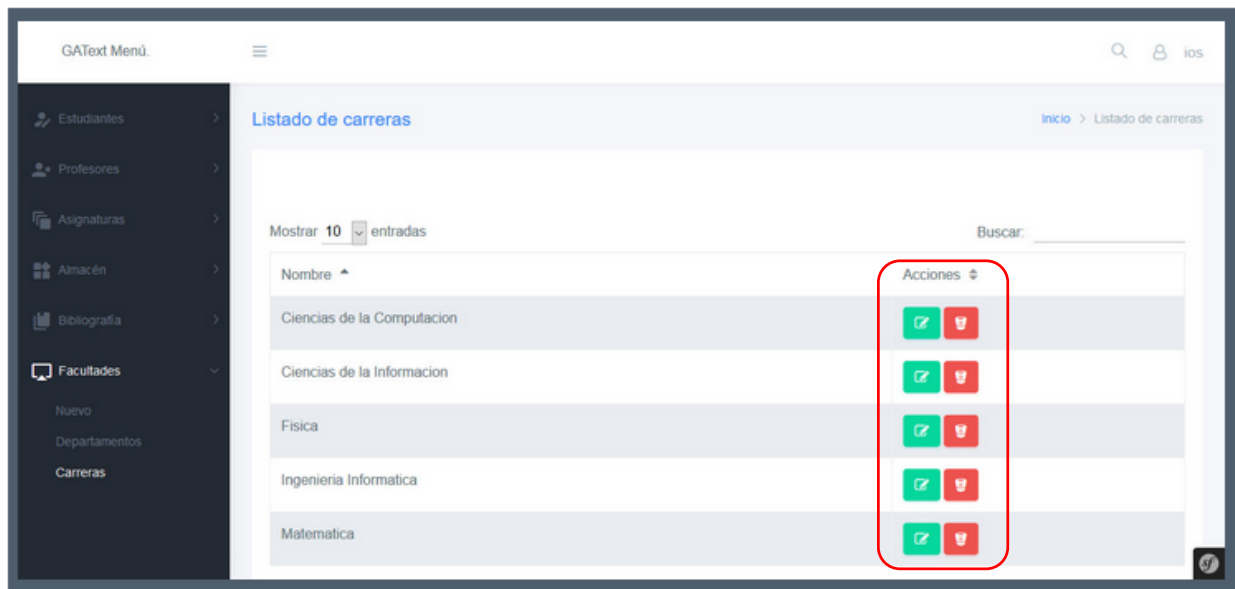 GAText Menú.
ios
Estudiantes
Profesores
Asignaturas
Almacén
Bibliografía
Facultades
Nuevo
Departamentos
Carreras
Listado de carreras
Inicio > Listado de carreras
Mostrar 10 entradas
Buscar:
Nombre Acciones
Ciencias de la Computacion
Ciencias de la Informacion
Fisica
Ingenieria Informatica
Matematica
sf